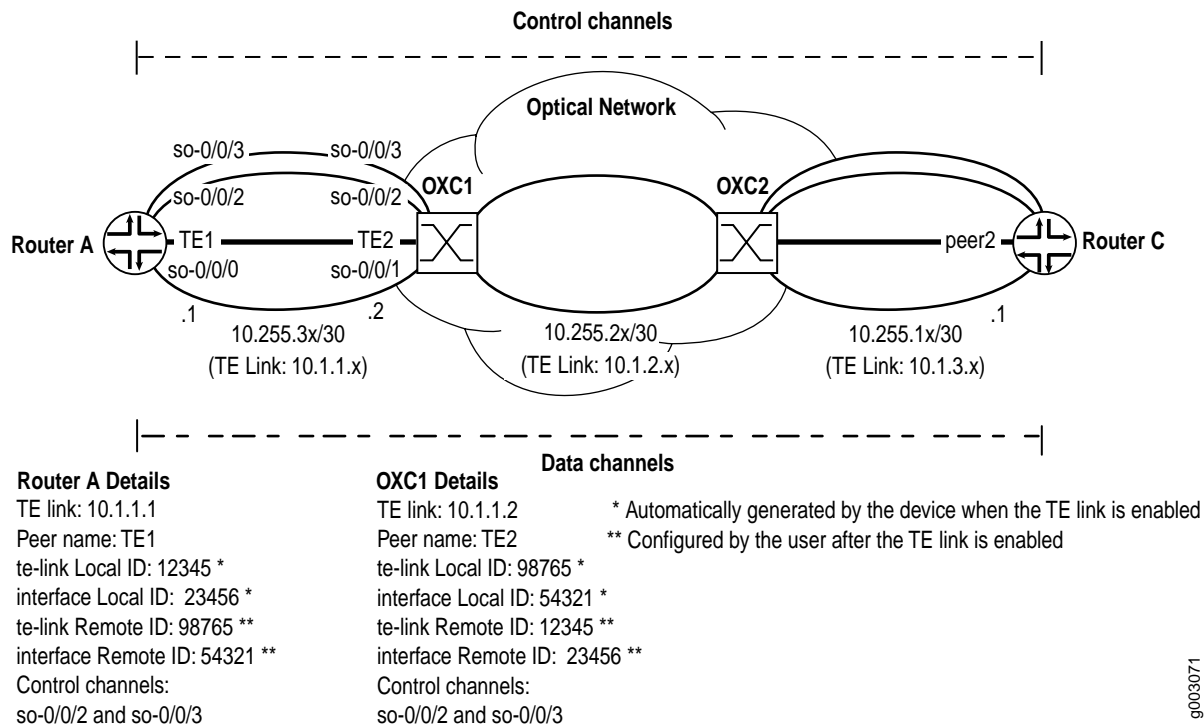 Control channels
Optical Network
so-0/0/3 so-0/0/3
so-0/0/2 so-0/0/2
OXC1 OXC2
Router A TE1 TE2 peer2 Router C
so-0/0/0 so-0/0/1
.1 .2 .1
10.255.3x/30 10.255.2x/30 10.255.1x/30
(TE Link: 10.1.1.x) (TE Link: 10.1.2.x) (TE Link: 10.1.3.x)
Data channels
Router A Details
TE link: 10.1.1.1
Peer name: TE1
te-link Local ID: 12345 *
interface Local ID: 23456 *
te-link Remote ID: 98765 **
interface Remote ID: 54321 **
Control channels:
so-0/0/2 and so-0/0/3
OXC1 Details
TE link: 10.1.1.2
Peer name: TE2
te-link Local ID: 98765 *
interface Local ID: 54321 *
te-link Remote ID: 12345 **
interface Remote ID: 23456 **
Control channels:
so-0/0/2 and so-0/0/3
* Automatically generated by the device when the TE link is enabled
** Configured by the user after the TE link is enabled
g003071